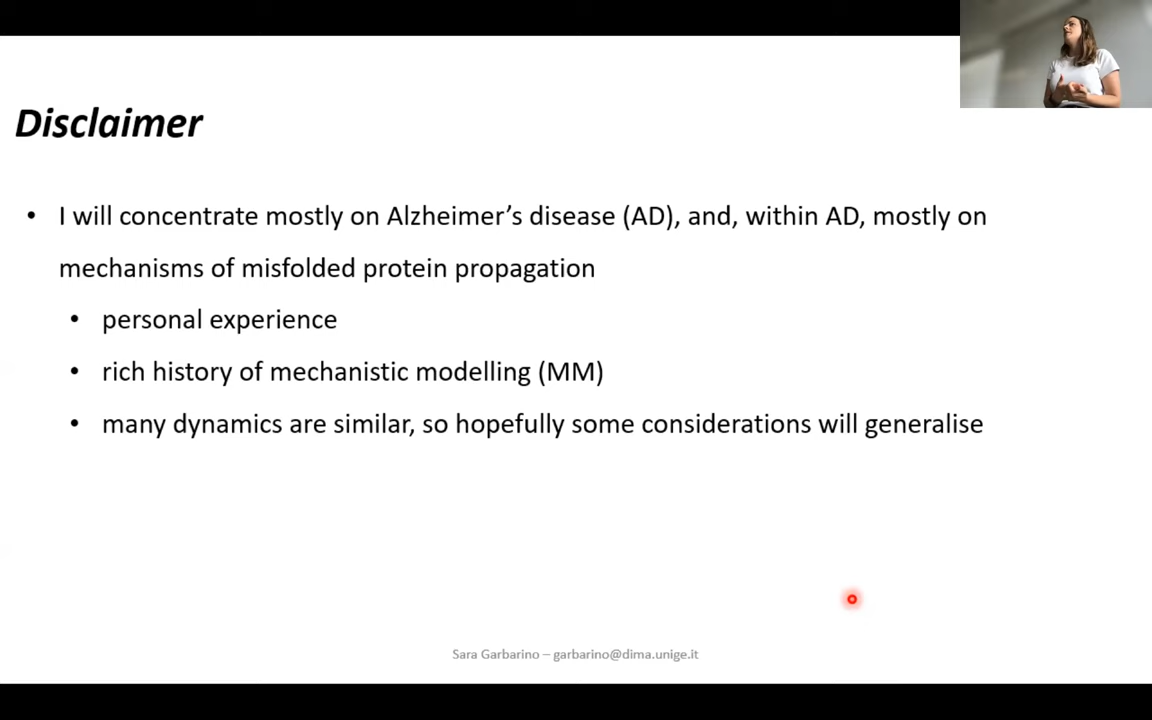 Disclaimer
• I will concentrate mostly on Alzheimer’s disease (AD), and, within AD, mostly on
mechanisms of misfolded protein propagation
• personal experience
• rich history of mechanistic modelling (MM)
• many dynamics are similar, so hopefully some considerations will generalise
Sara Garbarino – garbarino@dima.unige.it